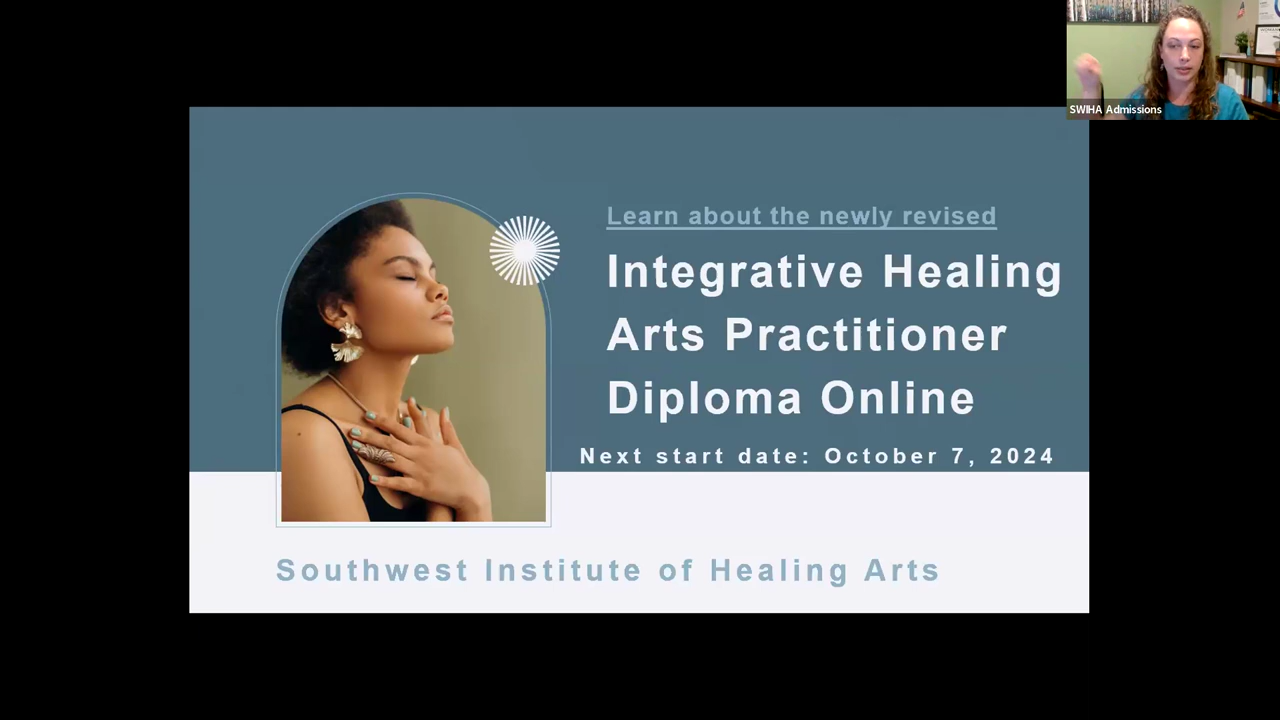 SWIHA Admissions
Learn about the newly revised
Integrative Healing
Arts Practitioner
Diploma Online
Next start date: October 7, 2024
Southwest Institute of Healing Arts